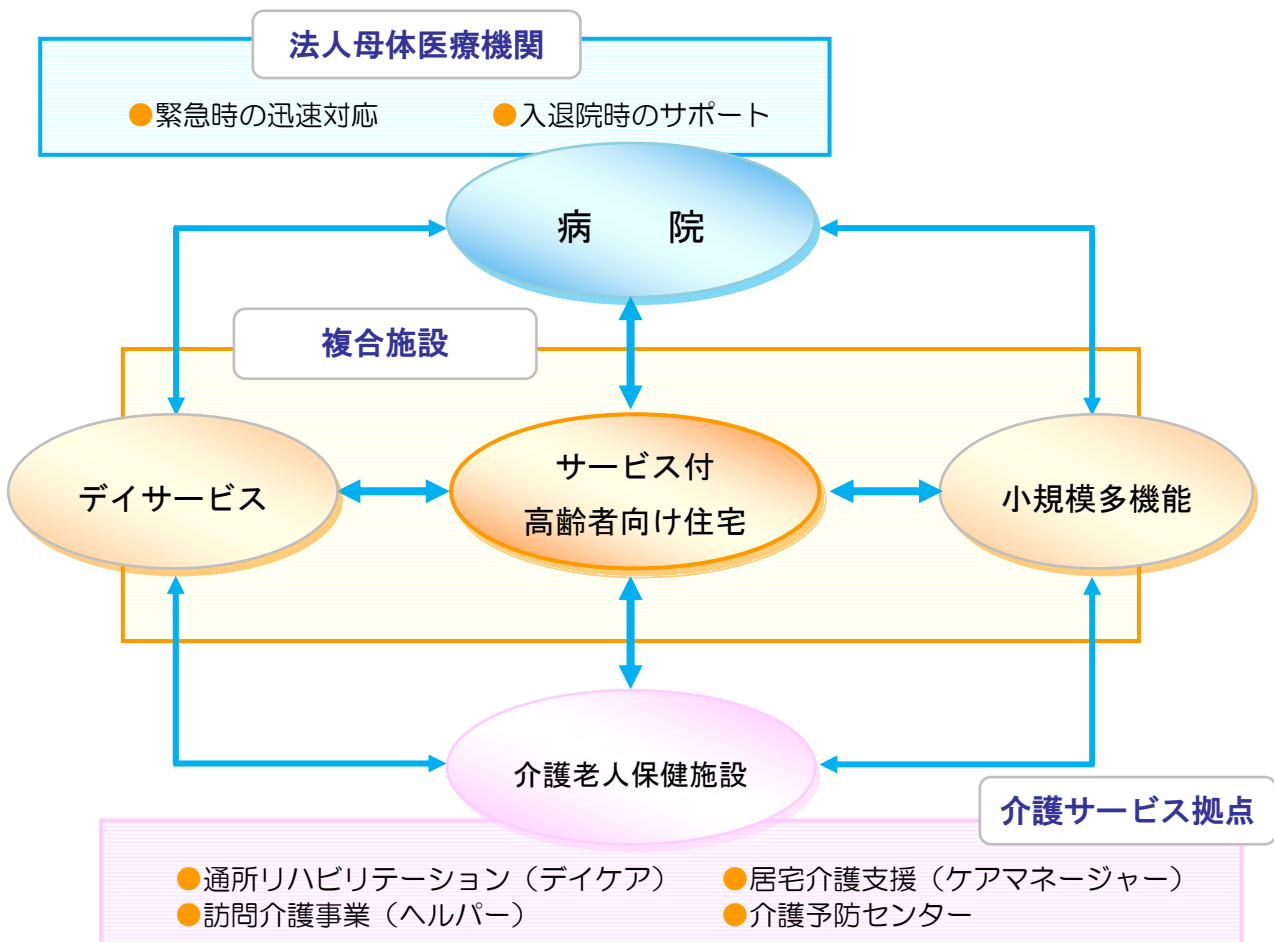 法人母体医療機関
●緊急時の迅速対応 ●入退院時のサポート
病　　院
複合施設
デイサービス
サービス付
高齢者向け住宅
小規模多機能
介護老人保健施設
介護サービス拠点
●通所リハビリテーション（デイケア） ●居宅介護支援（ケアマネージャー）
●訪問介護事業（ヘルパー） ●介護予防センター